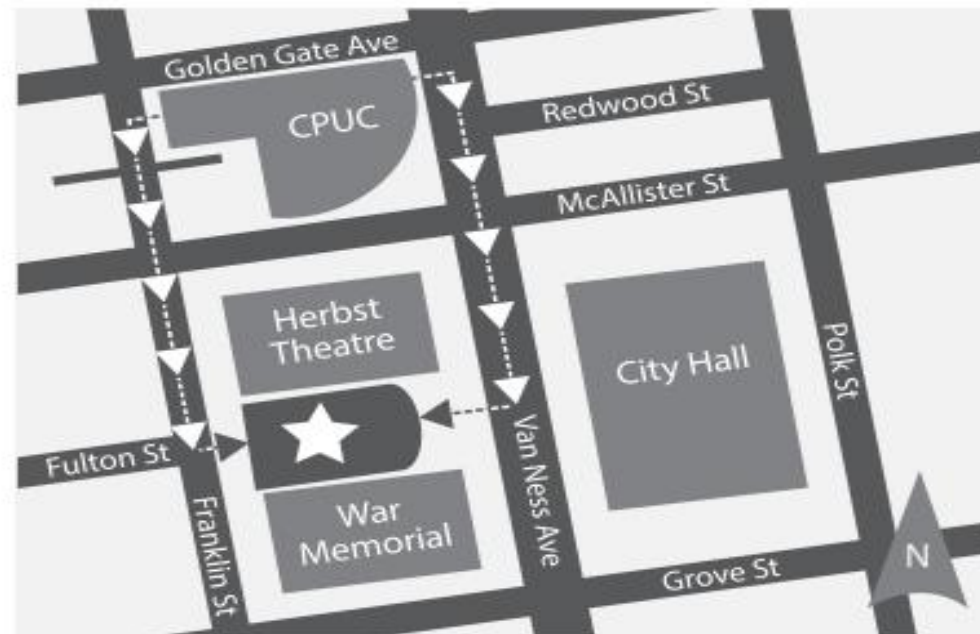 Golden Gate Ave
CPUC
Redwood St
McAllister St
Herbst
Theatre
City Hall
Polk St
Fulton St
Van Ness Ave
War
Memorial
Franklin St
Grove St
N